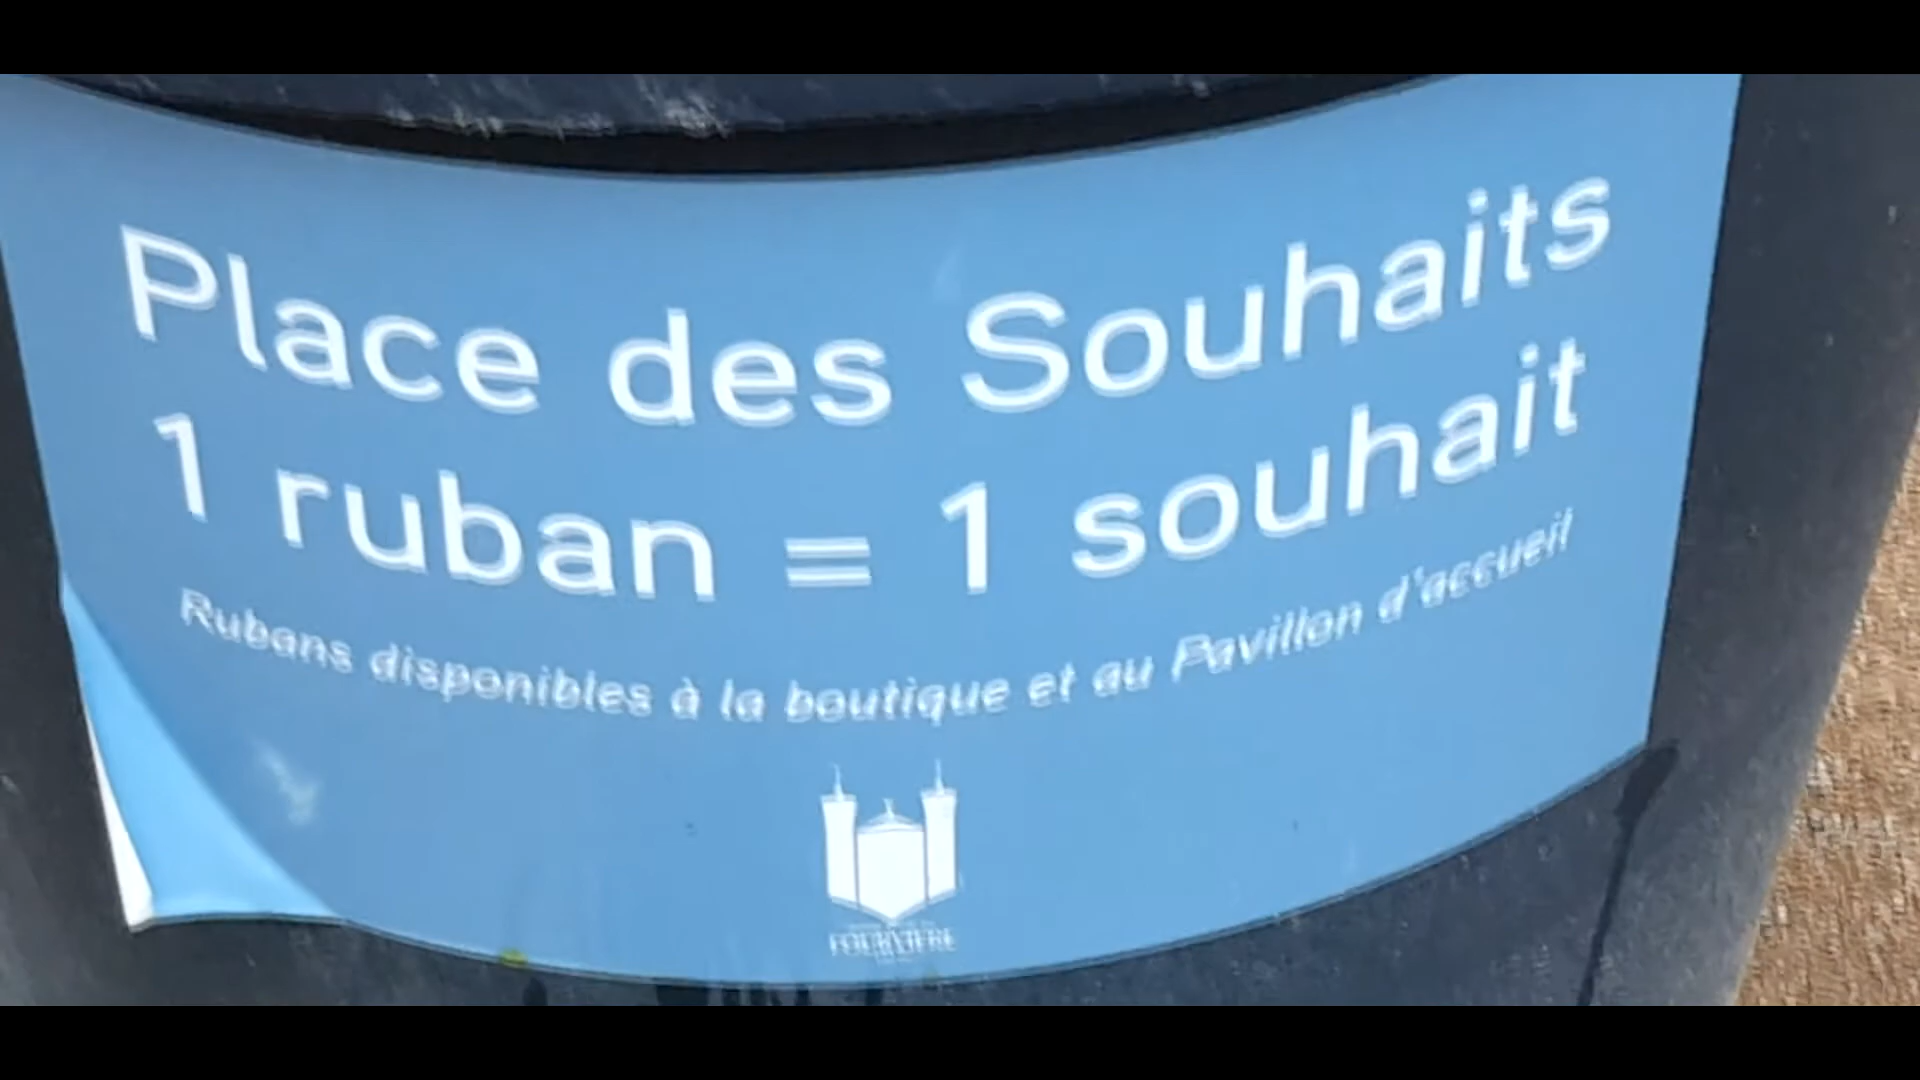 Place des Souhaits
1 ruban = 1 souhait
Rubans disponibles à la boutique et au Pavillon d'accueil
FOURVIÈRE